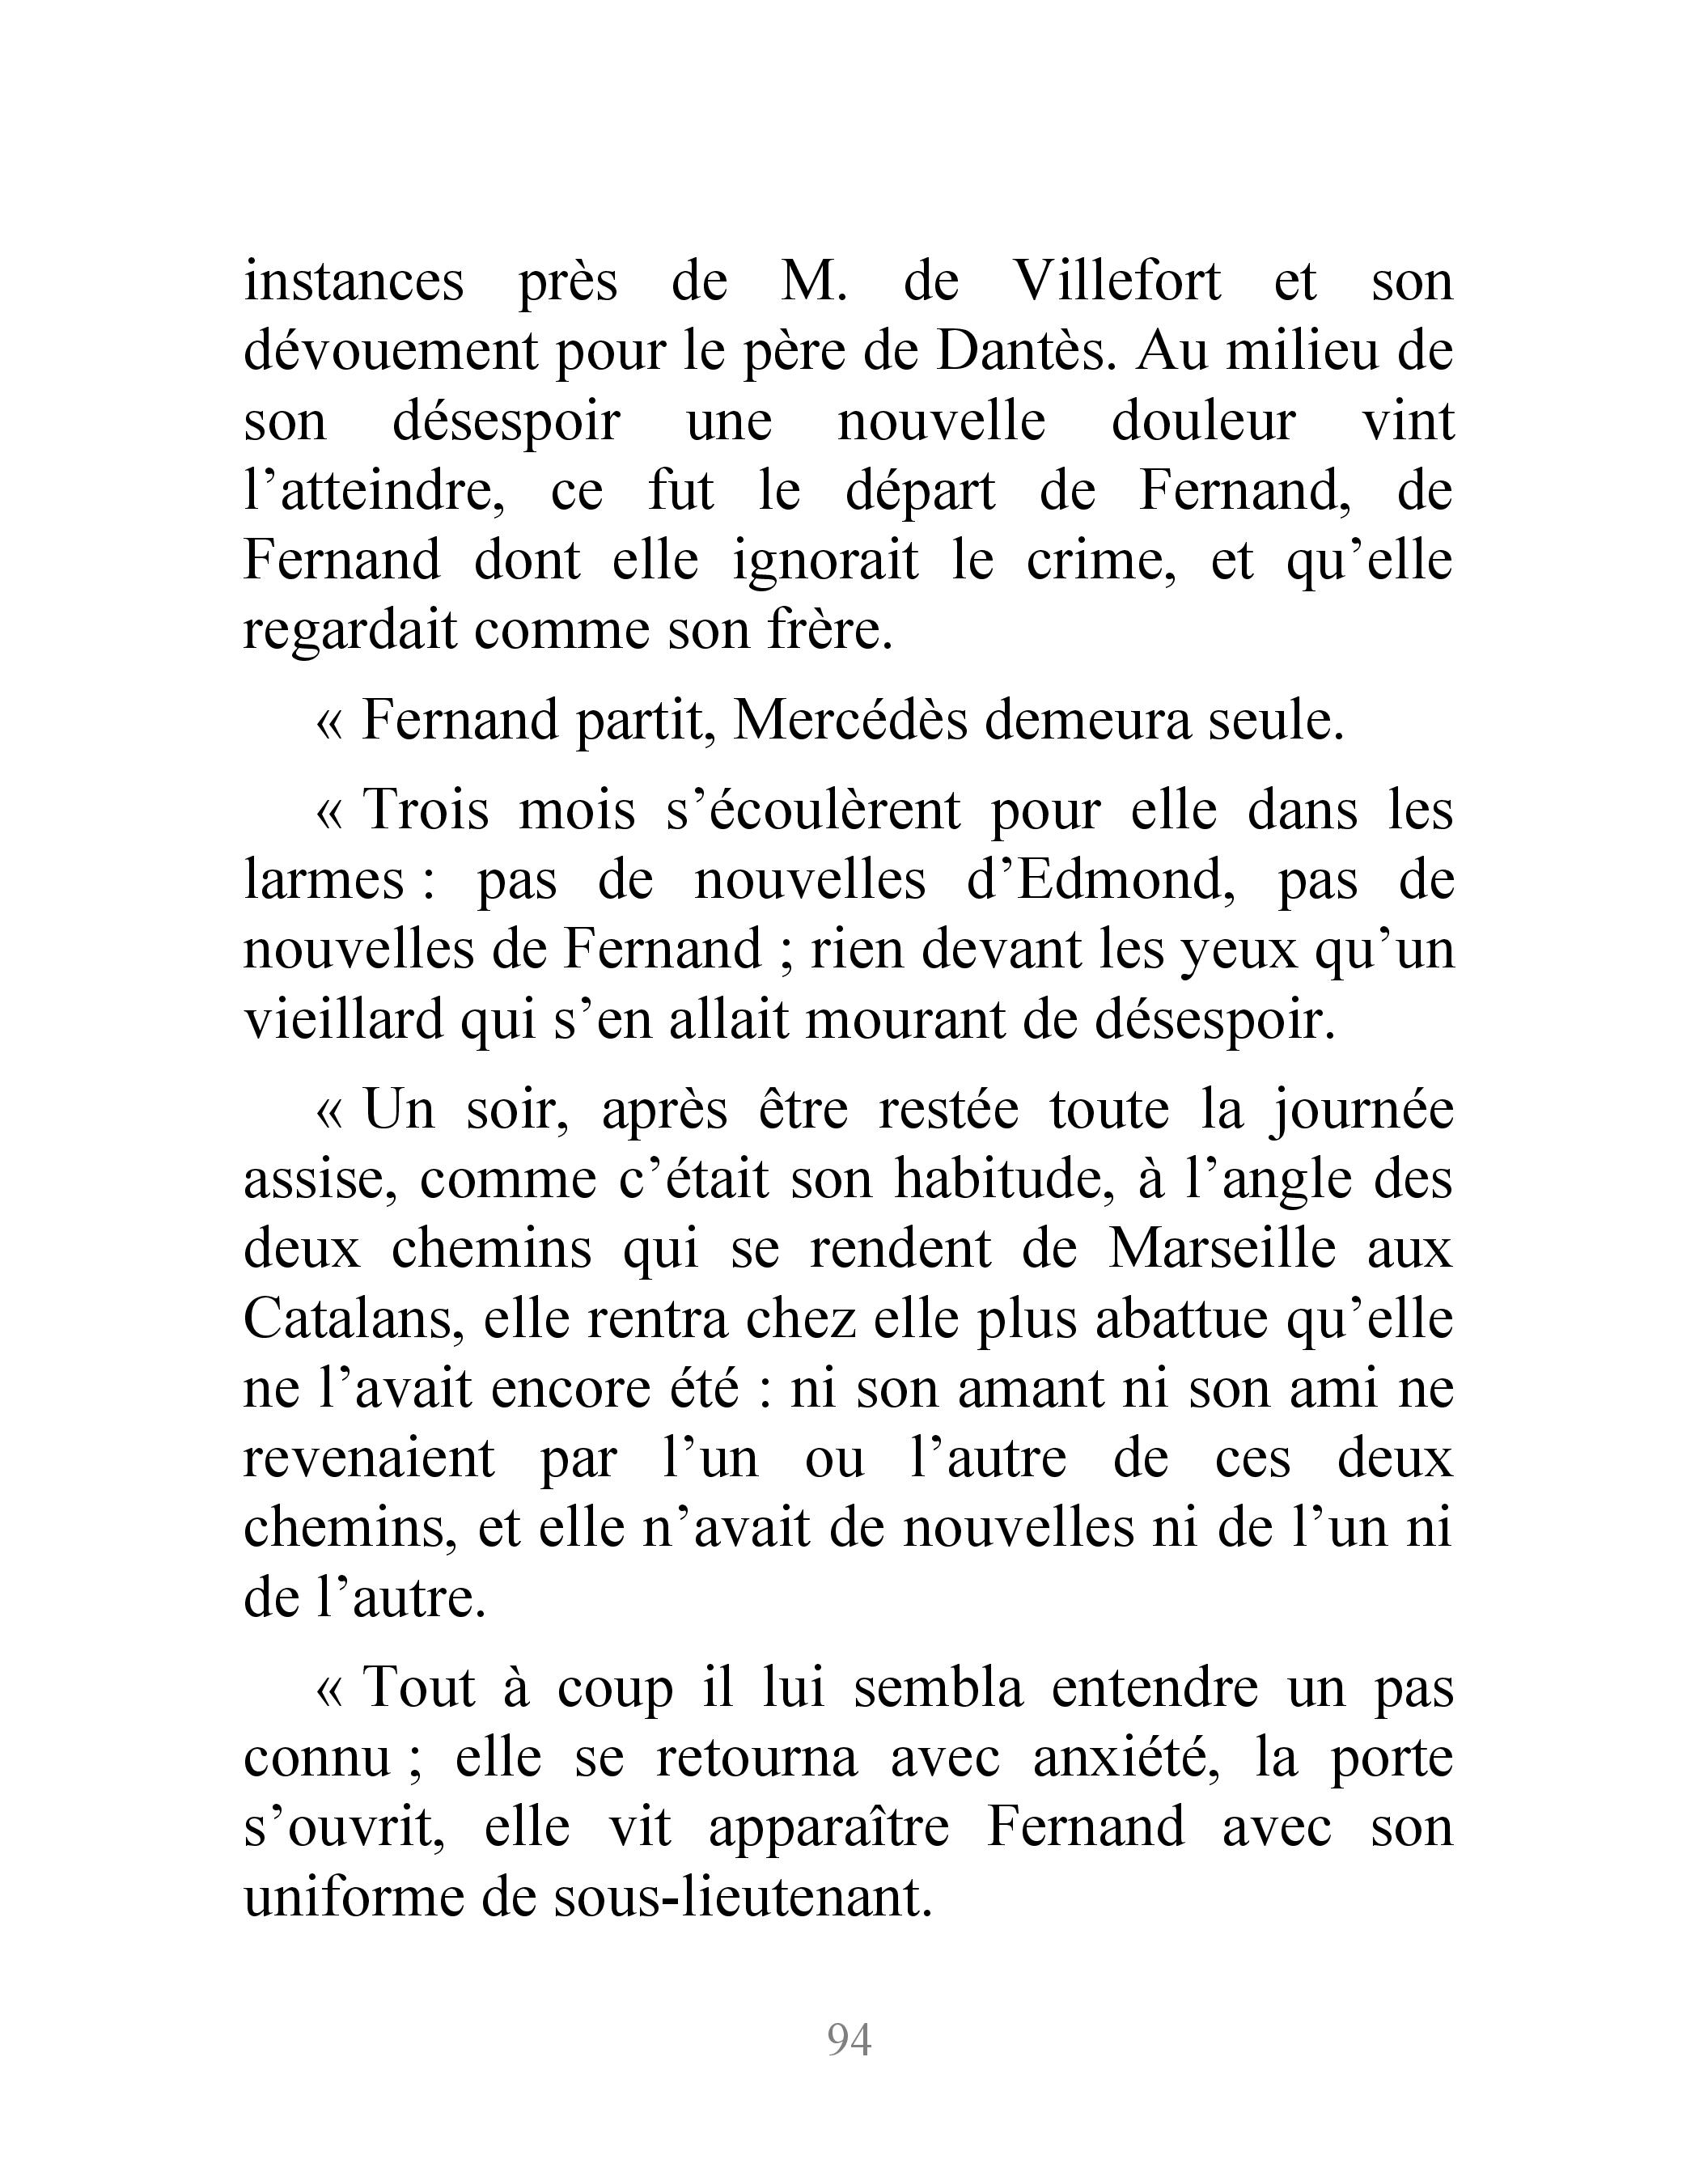 instances près de M. de Villefort et son
dévouement pour le père de Dantès. Au milieu de
son désespoir une nouvelle douleur vint
l’atteindre, ce fut le départ de Fernand, de
Fernand dont elle ignorait le crime, et qu’elle
regardait comme son frère.
« Fernand partit, Mercédès demeura seule.
« Trois mois s’écoulèrent pour elle dans les
larmes : pas de nouvelles d’Edmond, pas de
nouvelles de Fernand ; rien devant les yeux qu’un
vieillard qui s’en allait mourant de désespoir.
« Un soir, après être restée toute la journée
assise, comme c’était son habitude, à l’angle des
deux chemins qui se rendent de Marseille aux
Catalans, elle rentra chez elle plus abattue qu’elle
ne l’avait encore été : ni son amant ni son ami ne
revenaient par l’un ou l’autre de ces deux
chemins, et elle n’avait de nouvelles ni de l’un ni
de l’autre.
« Tout à coup il lui sembla entendre un pas
connu ; elle se retourna avec anxiété, la porte
s’ouvrit, elle vit apparaître Fernand avec son
uniforme de sous-lieutenant.
94